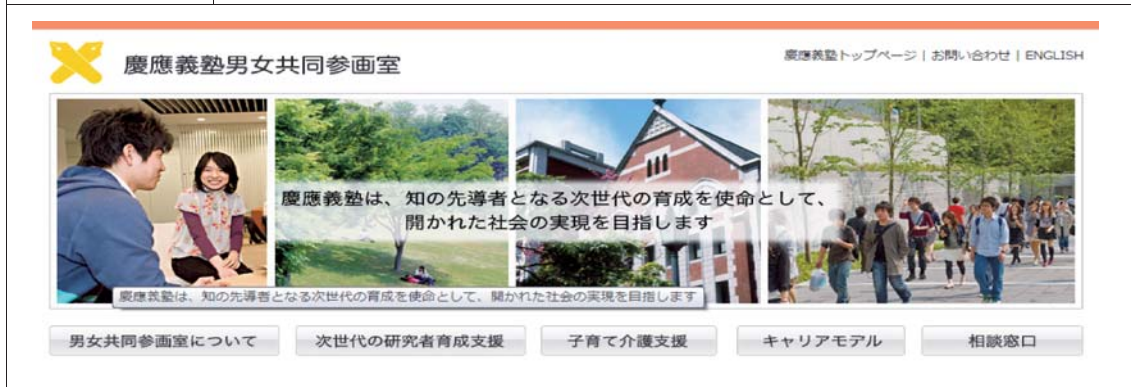 慶應義塾男女共同参画室
慶應義塾トップページ | お問い合わせ | ENGLISH
慶應義塾は、知の先導者となる次世代の育成を使命として、
開かれた社会の実現を目指します
慶應義塾は、知の先導者となる次世代の育成を使命として、開かれた社会の実現を目指します
男女共同参画室について
次世代の研究者育成支援
子育て介護支援
キャリアモデル
相談窓口